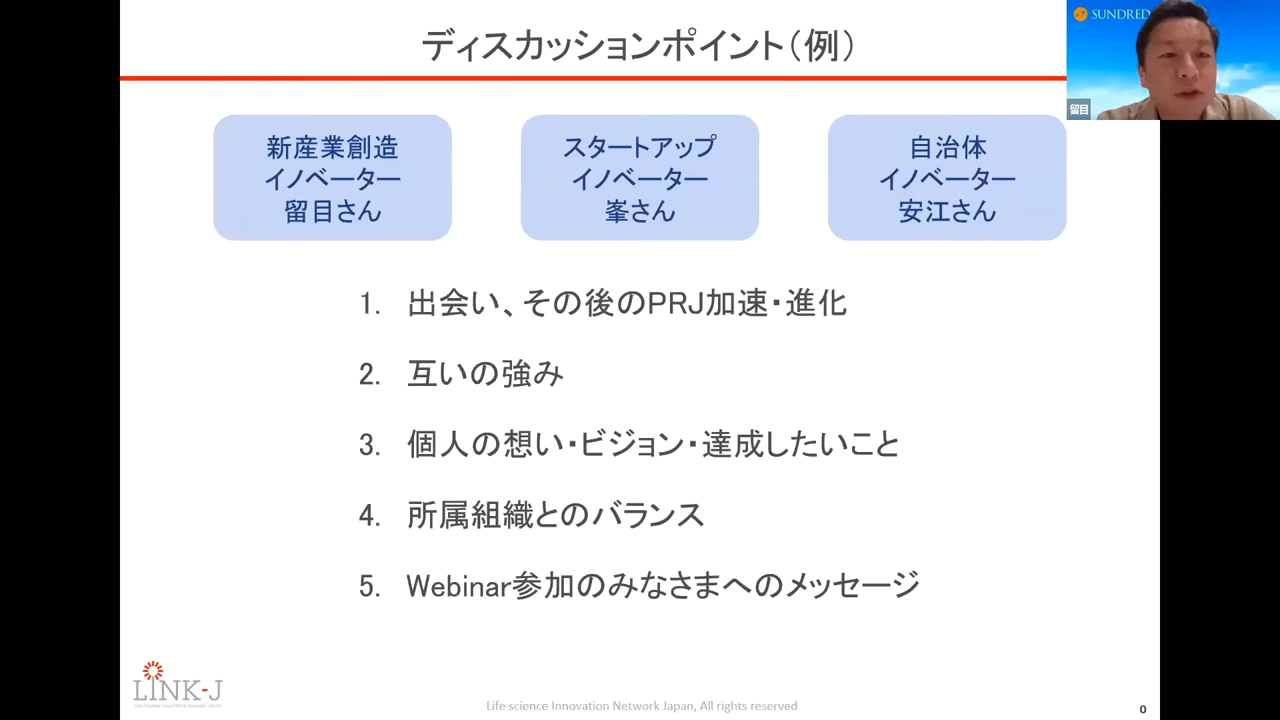 ディスカッションポイント（例）
SUNDRED
留目
新産業創造
イノベーター
留目さん
スタートアップ
イノベーター
峯さん
自治体
イノベーター
安江さん
1. 出会い、その後のPRJ加速・進化
2. 互いの強み
3. 個人の想い・ビジョン・達成したいこと
4. 所属組織とのバランス
5. Webinar参加のみなさまへのメッセージ
LINK-J
Life science Innovation Network Japan, All rights reserved
0